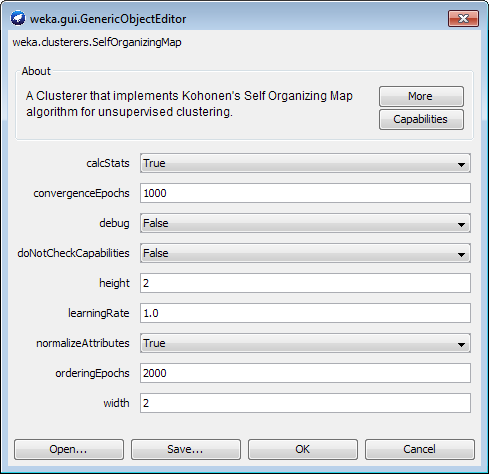 weka.gui.GenericObjectEditor
weka.clusterers.SelfOrganizingMap
About
A Clusterer that implements Kohonen's Self Organizing Map
algorithm for unsupervised clustering.
More
Capabilities
calcStats True
convergenceEpochs 1000
debug False
doNotCheckCapabilities False
height 2
learningRate 1.0
normalizeAttributes True
orderingEpochs 2000
width 2
Open... Save... OK Cancel